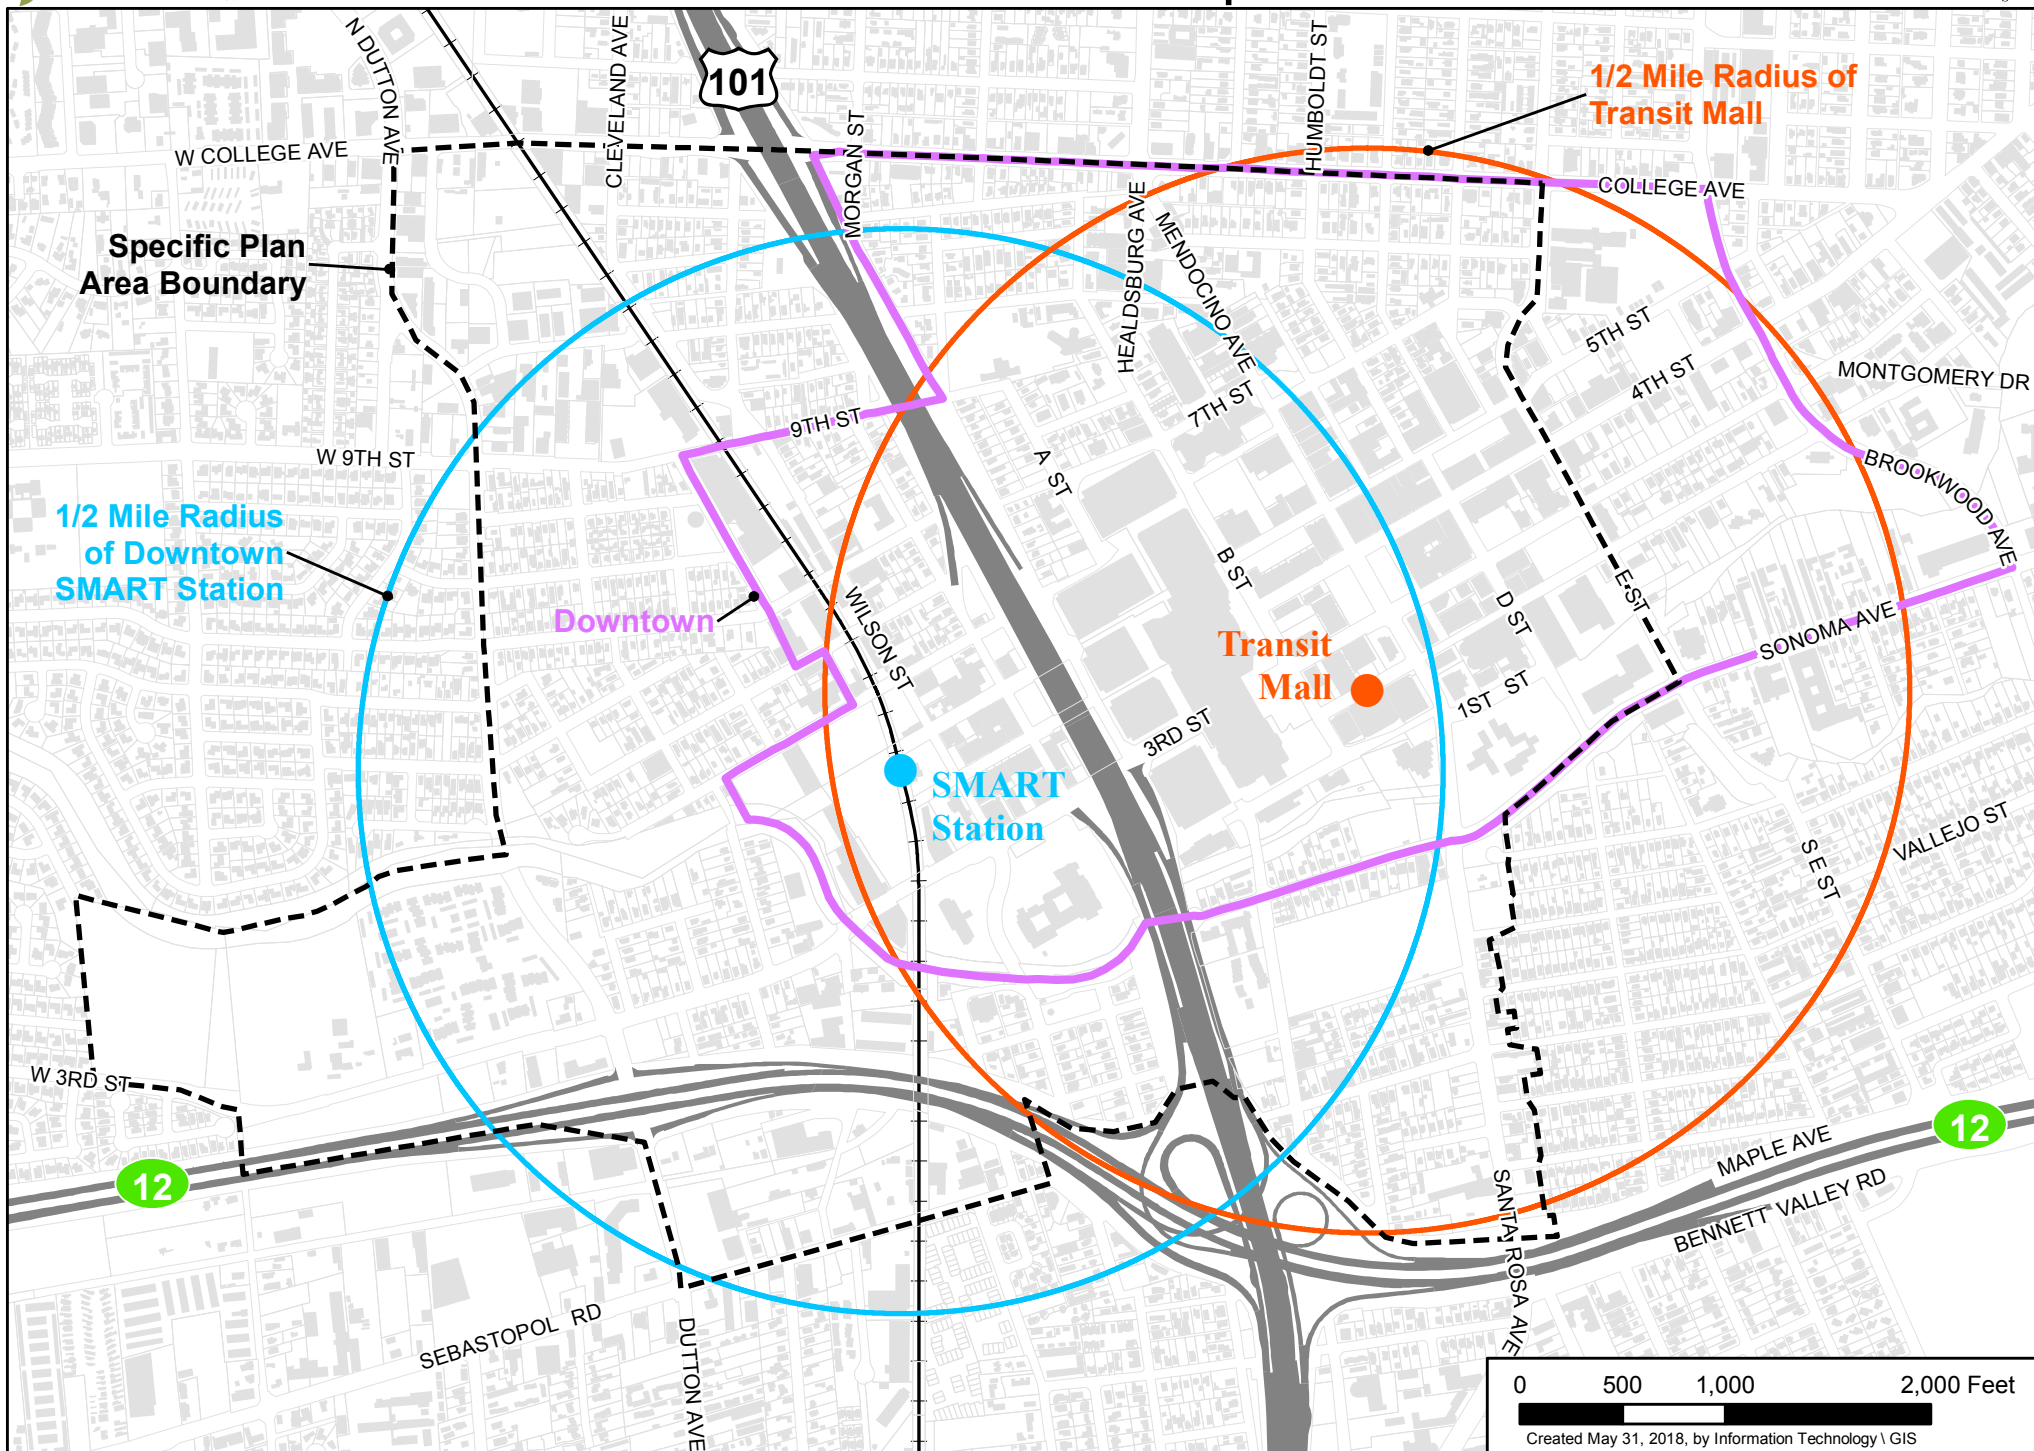 N DUTTON AVE
CLEVELAND AVE
101
MORGAN ST
HUMBOLDT ST
1/2 Mile Radius of
Transit Mall
W COLLEGE AVE
COLLEGE AVE
Specific Plan
Area Boundary
HEALDSBURG AVE
MENDOCINO AVE
5TH ST
4TH ST
MONTGOMERY DR
7TH ST
9TH ST
W 9TH ST
A ST
BROOKWOOD AVE
1/2 Mile Radius
of Downtown
SMART Station
Downtown
WILSON ST
B ST
D ST
E ST
SONOMA AVE
Transit
Mall
1ST ST
3RD ST
SMART
Station
VALLEJO ST
S E ST
W 3RD ST
12
12
MAPLE AVE
BENNETT VALLEY RD
SANTA ROSA AVE
SEBASTOPOL RD
DUTTON AVE
0 500 1,000 2,000 Feet
Created May 31, 2018, by Information Technology \ GIS